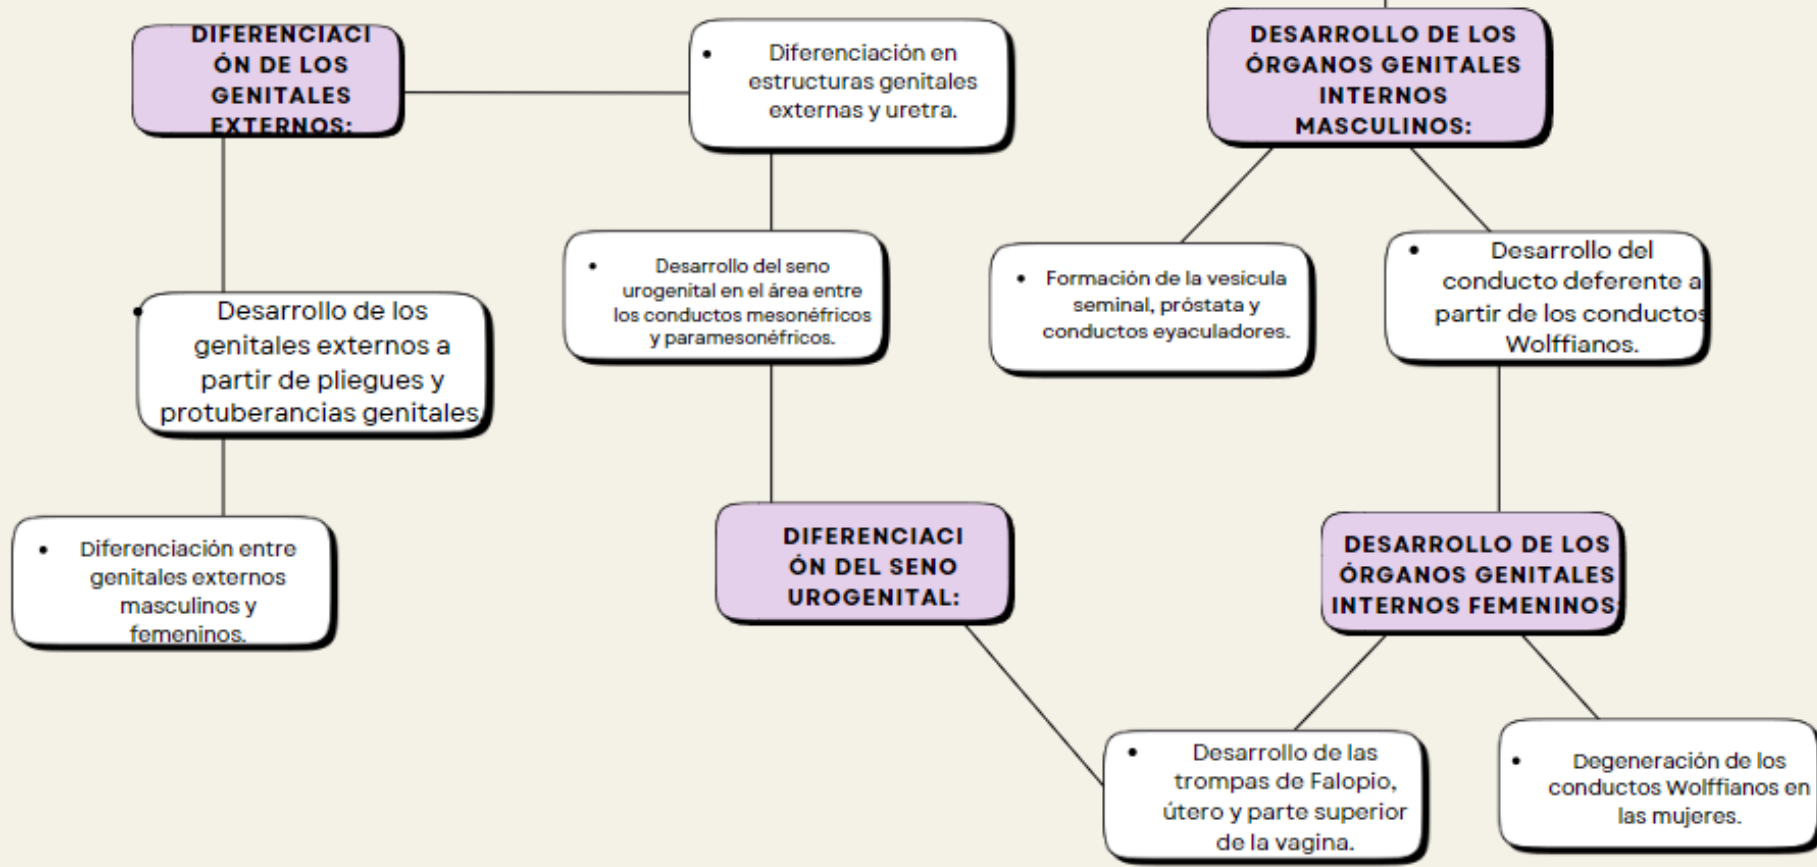 DIFERENCIACI
ÓN DE LOS
GENITALES
EXTERNOS:
• Diferenciación en
estructuras genitales
externas y uretra.
DESARROLLO DE LOS
ÓRGANOS GENITALES
INTERNOS
MASCULINOS:
• Desarrollo de los
genitales externos a
partir de pliegues y
protuberancias genitales.
• Desarrollo del seno
urogenital en el área entre
los conductos mesonéfricos
y paramesonéfricos.
• Formación de la vesícula
seminal, próstata y
conductos eyaculadores.
• Desarrollo del
conducto deferente a
partir de los conductos
Wolffianos.
• Diferenciación entre
genitales externos
masculinos y
femeninos.
DIFERENCIACI
ÓN DEL SENO
UROGENITAL:
DESARROLLO DE LOS
ÓRGANOS GENITALES
INTERNOS FEMENINOS:
• Desarrollo de las
trompas de Falopio,
útero y parte superior
de la vagina.
• Degeneración de los
conductos Wolffianos en
las mujeres.